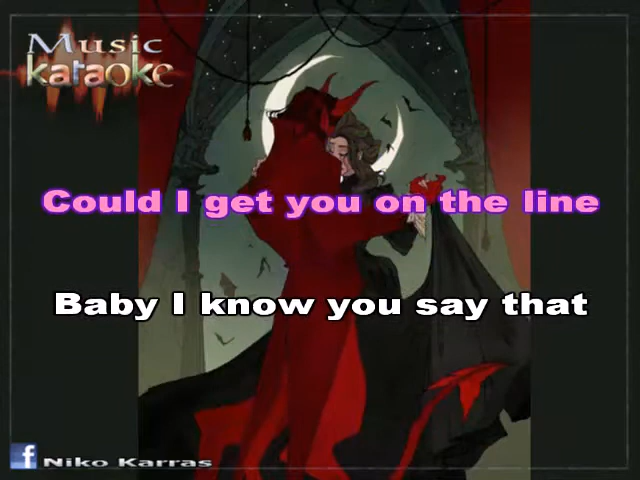 Music
karaoke
Could I get you on the line
Baby I know you say that
f Niko Karras